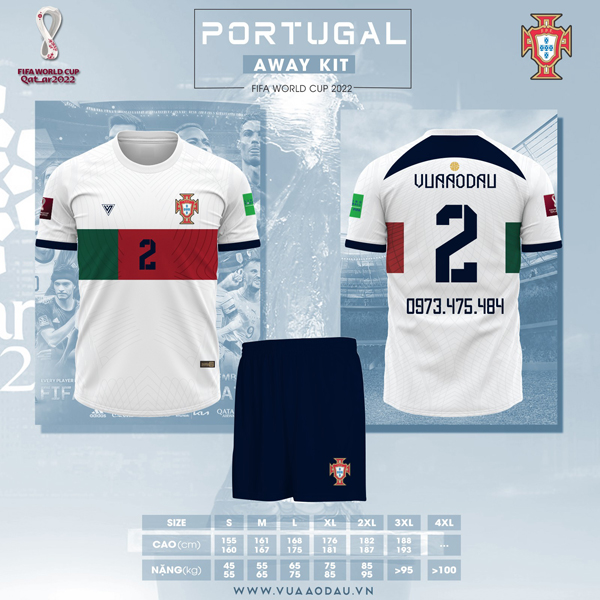 FIFA WORLD CUP
Qatar2022
PORTUGAL
AWAY KIT
FIFA WORLD CUP 2022
2
VUAAODAU
2
0973.475.484
SIZE S M L XL 2XL 3XL 4XL
CAO(cm) 155 160 161 167 168 175 176 181 182 187 188 193 ...
NẶNG(kg) 45 55 55 65 65 75 75 85 85 95 >95 >100
WWW.VUAAODAU.VN